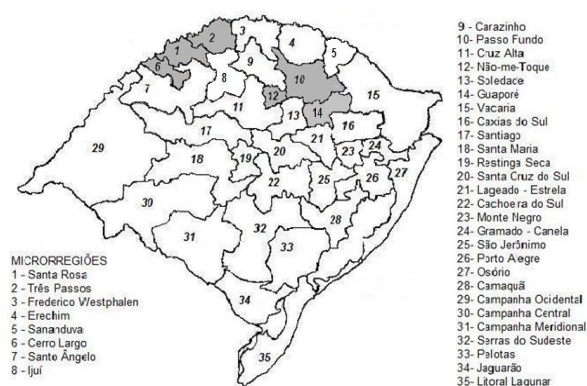 1
2
3
4
5
6
7
8
9
10
11
12
13
14
15
16
17
18
19
20
21
22
23
24
25
26
27
28
29
30
31
32
33
34
35
MICRORREGIÕES
1 - Santa Rosa
2 - Três Passos
3 - Frederico Westphalen
4 - Erechim
5 - Sananduva
6 - Cerro Largo
7 - Santo Ângelo
8 - Ijuí
9 - Carazinho
10- Passo Fundo
11- Cruz Alta
12- Não-me-Toque
13- Soledace
14- Guaporé
15- Vacaria
16- Caxias do Sul
17- Santiago
18- Santa Maria
19- Restinga Seca
20- Santa Cruz do Sul
21- Lageado - Estrela
22- Cachoeira do Sul
23- Monte Negro
24- Gramado - Canela
25- São Jerônimo
26- Porto Alegre
27- Osório
28- Camaquã
29- Campanha Ocidental
30- Campanha Central
31- Campanha Meridional
32- Serras do Sudeste
33- Pelotas
34- Jaguarão
35- Litoral Lagunar